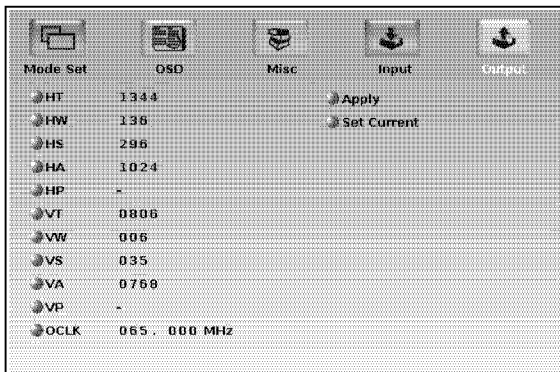 Mode Set OSD Misc Input Output
HT 1344 Apply
HW 136 Set Current
HS 296
HA 1024
HP -
VT 0806
VW 006
VS 035
VA 0768
VP -
OCLK 065. 000 MHz